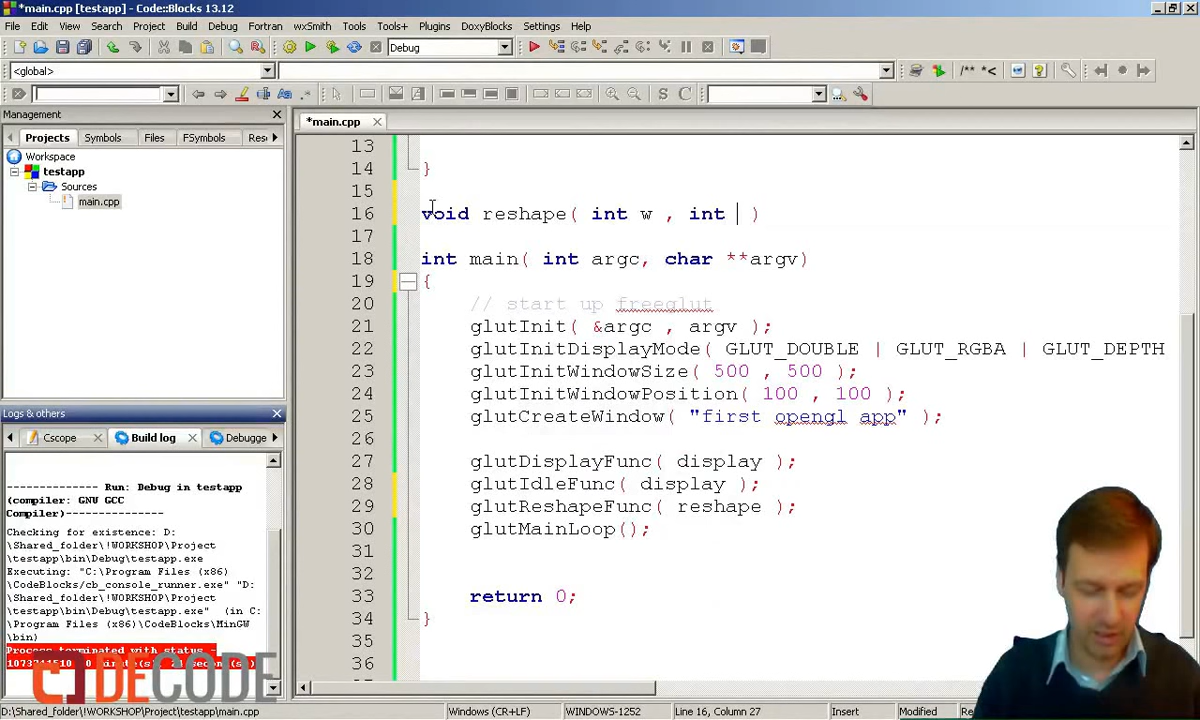 *main.cpp [testapp] - Code::Blocks 13.12
File Edit View Search Project Build Debug Fortran wxSmith Tools Tools+ Plugins DoxyBlocks Settings Help
Debug
<global>
/** *<
S C
Management
*main.cpp
Projects Symbols Files FSymbols Res
Workspace
testapp
Sources
main.cpp
13
14 }
15
16 void reshape( int w , int )
17
18 int main( int argc, char **argv)
19 {
20 // start up freeglut
21 glutInit( &argc , argv );
22 glutInitDisplayMode( GLUT_DOUBLE | GLUT_RGBA | GLUT_DEPTH
23 glutInitWindowSize( 500 , 500 );
24 glutInitWindowPosition( 100 , 100 );
25 glutCreateWindow( "first opengl app" );
26
27 glutDisplayFunc( display );
28 glutIdleFunc( display );
29 glutReshapeFunc( reshape );
30 glutMainLoop();
31
32
33 return 0;
34 }
35
36
Logs & others
Cscope Build log Debugge
-------------- Run: Debug in testapp
(compiler: GNU GCC
Compiler)---------------
Checking for existence: D:
\Shared_folder\!WORKSHOP\Project
\testapp\bin\Debug\testapp.exe
Executing: "C:\Program Files (x86)
\CodeBlocks/cb_console_runner.exe" "D:
\Shared_folder\!WORKSHOP\Project
\testapp\bin\Debug\testapp.exe" (in C:
\Program Files (x86)\CodeBlocks\MinGW
\bin)
Process terminated with status -
DECODE
D:\Shared_folder\!WORKSHOP\Project\testapp\main.cpp Windows (CR+LF) WINDOWS-1252 Line 16, Column 27 Insert Modified